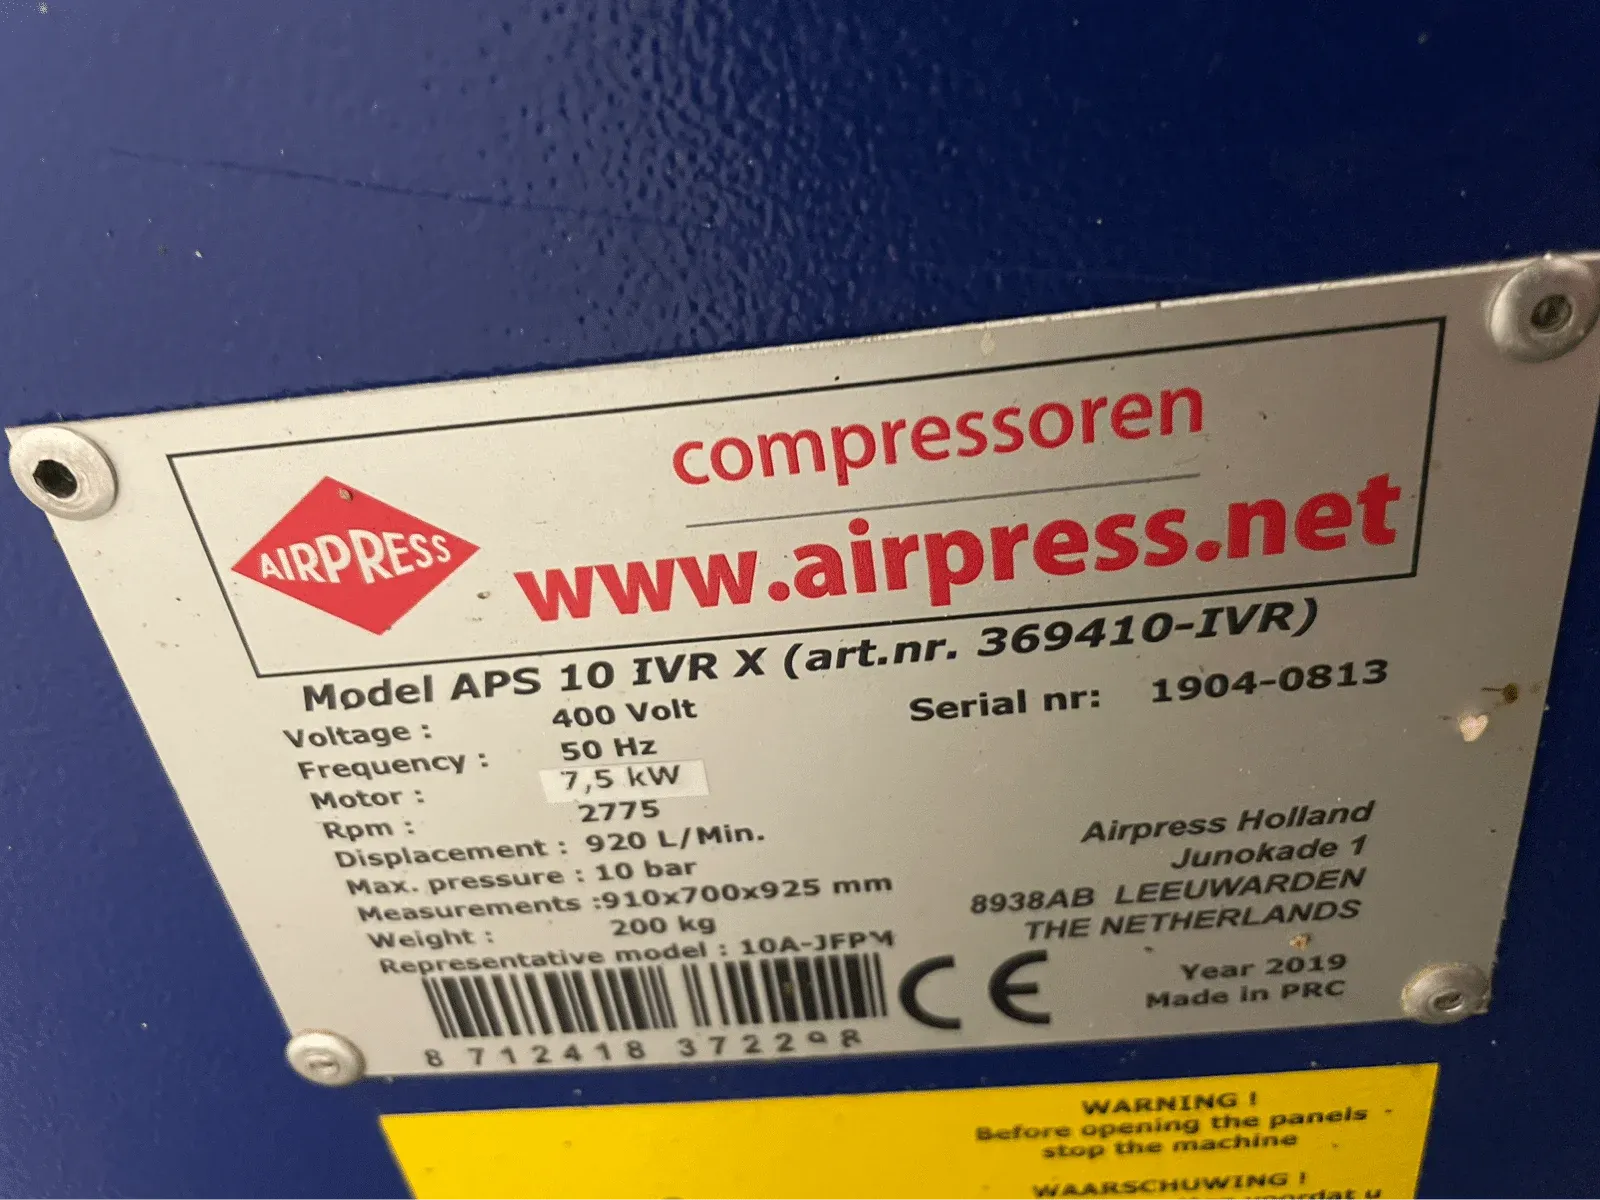 compressoren
AIRPRESS
www.airpress.net
Model APS 10 IVR X (art.nr. 369410-IVR)
Voltage : 400 Volt
Serial nr: 1904-0813
Frequency : 50 Hz
Motor : 7,5 kW
Rpm : 2775
Displacement : 920 L/Min.
Max. pressure : 10 bar
Measurements :910x700x925 mm
Weight : 200 kg
Representative model : 10A-JFPM
8 712418 372298
CE
Airpress Holland
Junokade 1
8938AB LEEUWARDEN
THE NETHERLANDS
Year 2019
Made in PRC
WARNING !
Before opening the panels
stop the machine
WAARSCHUWING !